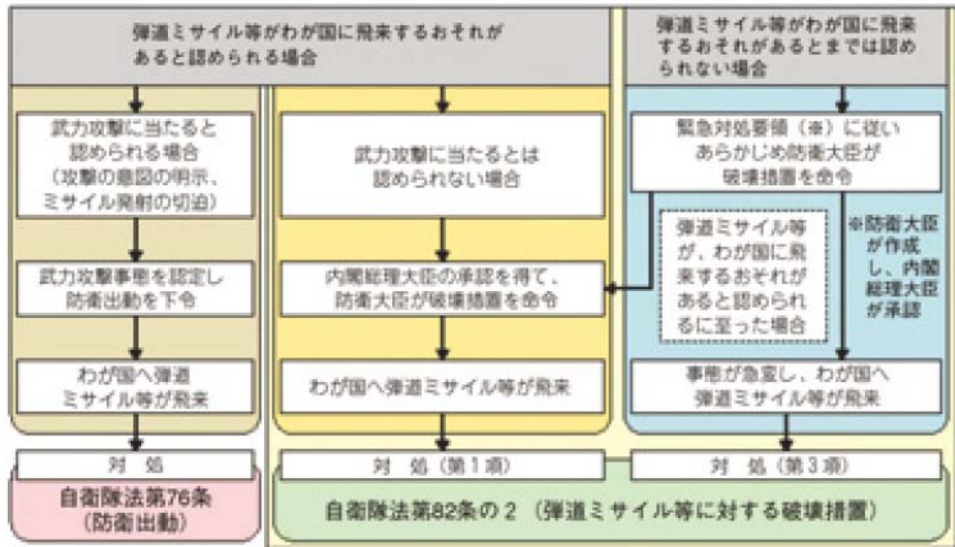 弾道ミサイル等がわが国に飛来するおそれが
あると認められる場合
弾道ミサイル等がわが国に飛来
するおそれがあるとまでは認め
られない場合
武力攻撃に当たると
認められる場合
(攻撃の意図の明示、
ミサイル発射の切迫)
武力攻撃事態を認定し
防衛出動を下令
わが国へ弾道
ミサイル等が飛来
対 処
自衛隊法第76条
(防衛出動)
武力攻撃に当たるとは
認められない場合
内閣総理大臣の承認を得て、
防衛大臣が破壊措置を命令
わが国へ弾道ミサイル等が飛来
対 処(第1項)
緊急対処要領(※)に従い
あらかじめ防衛大臣が
破壊措置を命令
弾道ミサイル等
が、わが国に飛
来するおそれが
あると認められ
るに至った場合
※防衛大臣
が作成
し、内閣
総理大臣
が承認
事態が急変し、わが国へ
弾道ミサイル等が飛来
対 処(第3項)
自衛隊法第82条の2(弾道ミサイル等に対する破壊措置)